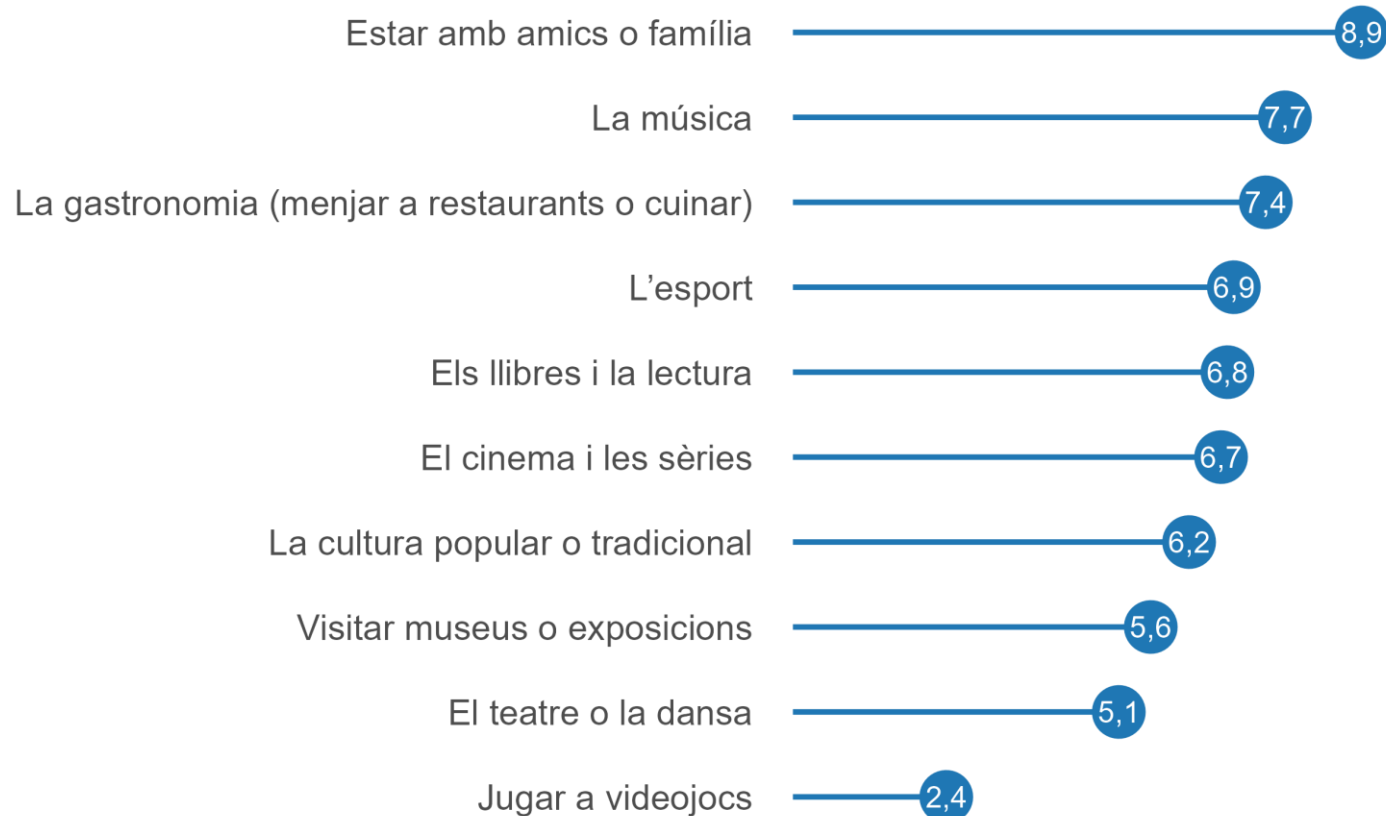 Estar amb amics o família 8,9
La música 7,7
La gastronomia (menjar a restaurants o cuinar) 7,4
L’esport 6,9
Els llibres i la lectura 6,8
El cinema i les sèries 6,7
La cultura popular o tradicional 6,2
Visitar museus o exposicions 5,6
El teatre o la dansa 5,1
Jugar a videojocs 2,4